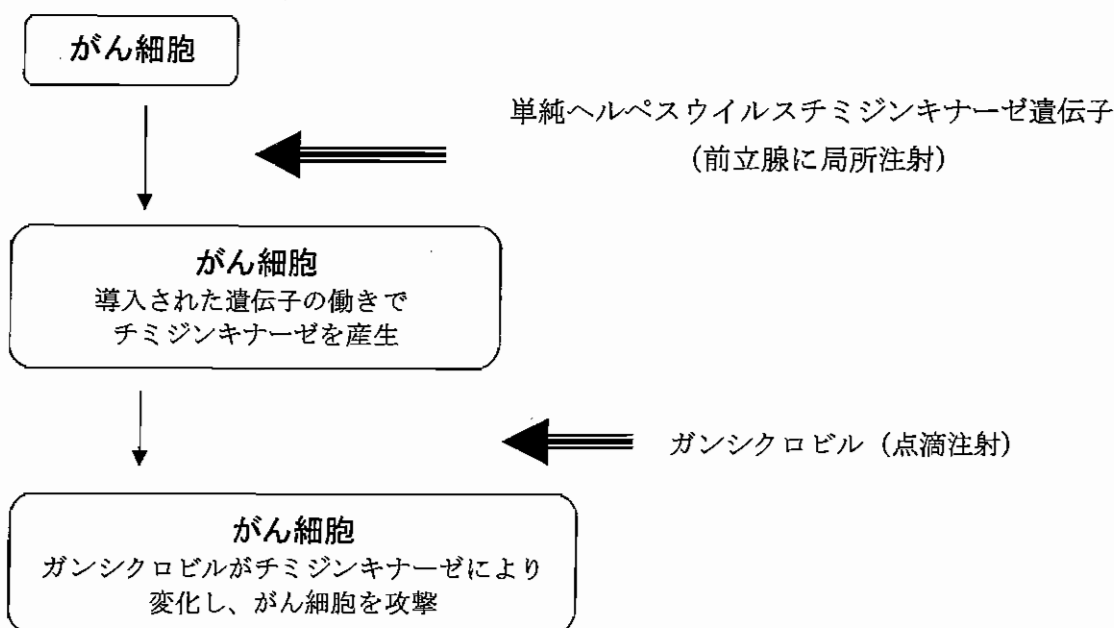 がん細胞
単純ヘルペスウイルスチミジンキナーゼ遺伝子
(前立腺に局所注射)
がん細胞
導入された遺伝子の働きで
チミジンキナーゼを産生
ガンシクロビル (点滴注射)
がん細胞
ガンシクロビルがチミジンキナーゼにより
変化し、がん細胞を攻撃